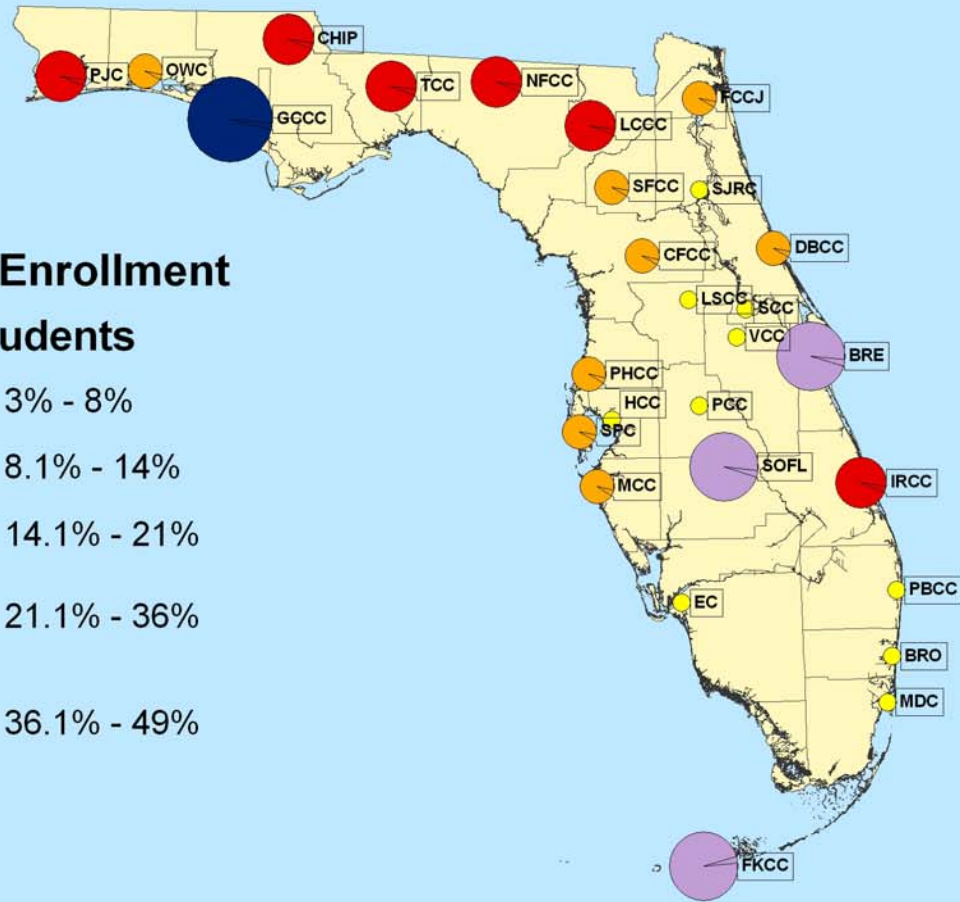 CHIP
PJC
OWC
TCC
NFCC
FCCJ
GCCC
LCCC
SFCC
SJRC
DBCC
CFCC
Enrollment
LSCC
SCC
udents
VCC
BRE
PHCC
3% - 8%
HCC
PCC
SPC
8.1% - 14%
SOFL
MCC
IRCC
14.1% - 21%
PBCC
EC
21.1% - 36%
BRO
MDC
36.1% - 49%
FKCC